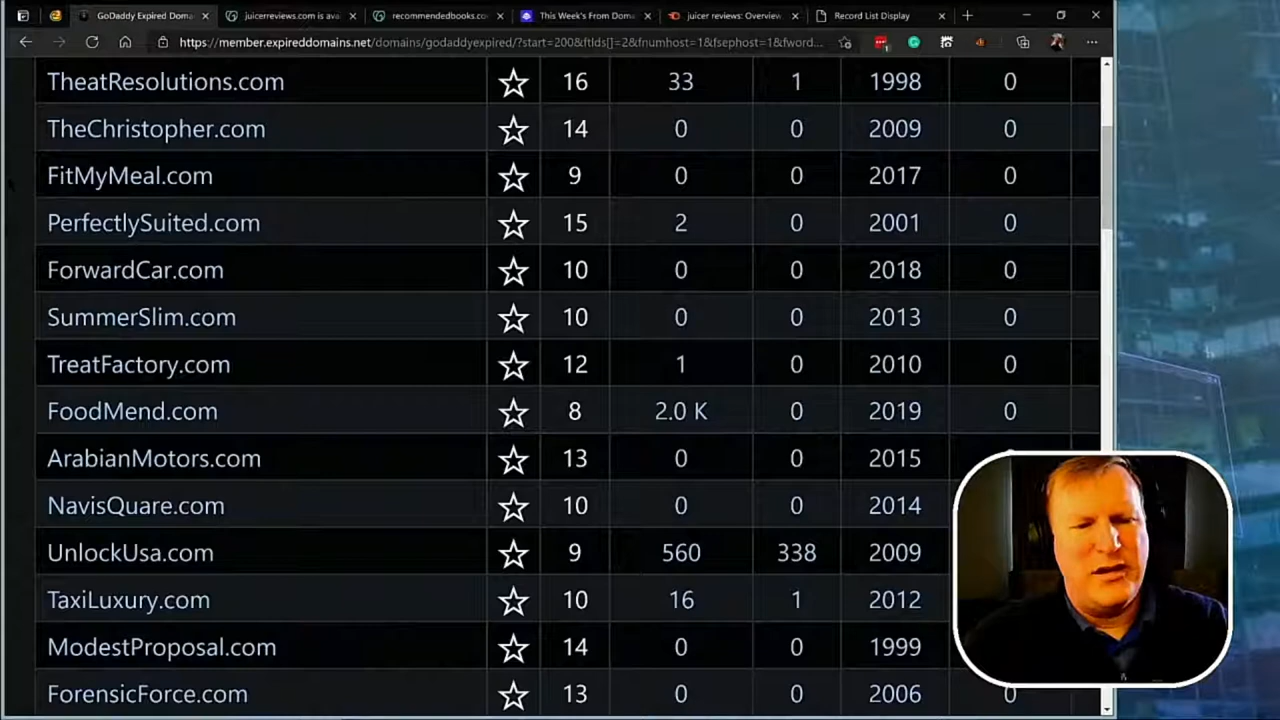 GoDaddy Expired Doma
juicerreviews.com is ava
recommendedbooks.co
This Week's From Doma
juicer reviews: Overview
Record List Display
https://member.expireddomains.net/domains/godaddyexpired/?start=200&ftlds[]=2&fnumhost=1&fsephost=1&fword...
1
TheatResolutions.com 16 33 1 1998 0
TheChristopher.com 14 0 0 2009 0
FitMyMeal.com 9 0 0 2017 0
PerfectlySuited.com 15 2 0 2001 0
ForwardCar.com 10 0 0 2018 0
SummerSlim.com 10 0 0 2013 0
TreatFactory.com 12 1 0 2010 0
FoodMend.com 8 2.0 K 0 2019 0
ArabianMotors.com 13 0 0 2015
NavisQuare.com 10 0 0 2014
UnlockUsa.com 9 560 338 2009
TaxiLuxury.com 10 16 1 2012
ModestProposal.com 14 0 0 1999
ForensicForce.com 13 0 0 2006 0